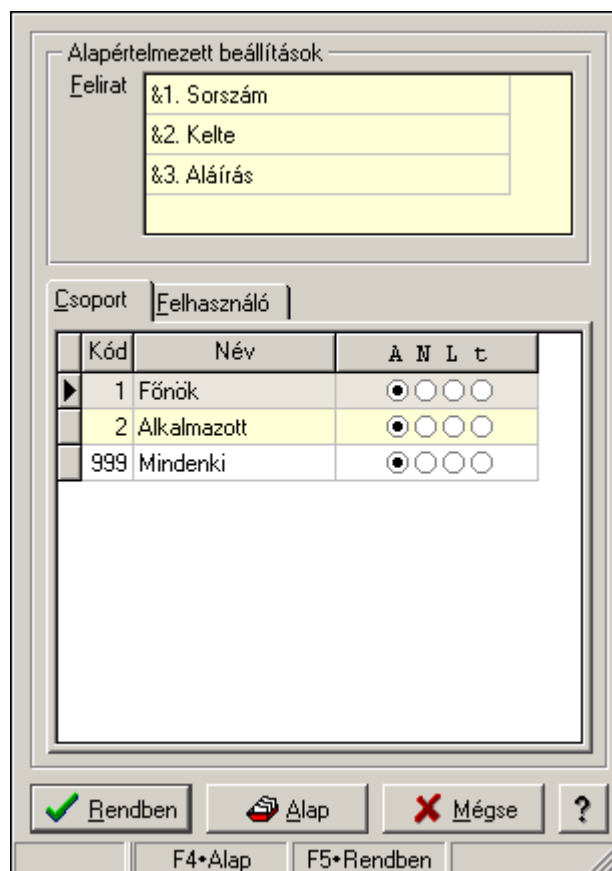 Alapértelmezett beállítások
Felirat
&1. Sorszám
&2. Kelte
&3. Aláírás
Csoport Felhasználó
Kód Név A N L t
1 Főnök
2 Alkalmazott
999 Mindenki
Rendben Alap Mégse ?
F4•Alap F5•Rendben